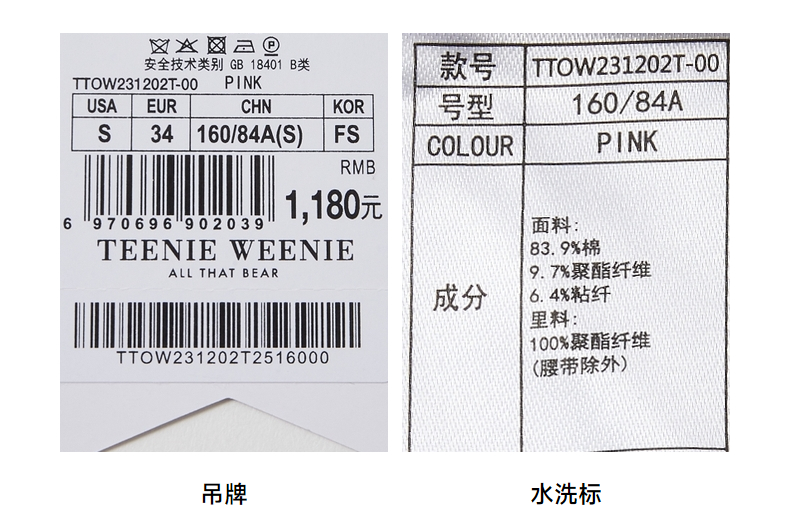 安全技术类别 GB 18401 B类
TTOW231202T-00 PINK
USA EUR CHN KOR
S 34 160/84A(S) FS
RMB
1,180元
6 970696 902039
TEENIE WEENIE
ALL THAT BEAR
TTOW231202T2516000
吊牌
款号 TTOW231202T-00
号型 160/84A
COLOUR PINK
成分
面料:
83.9%棉
9.7%聚酯纤维
6.4%粘纤
里料:
100%聚酯纤维
(腰带除外)
水洗标